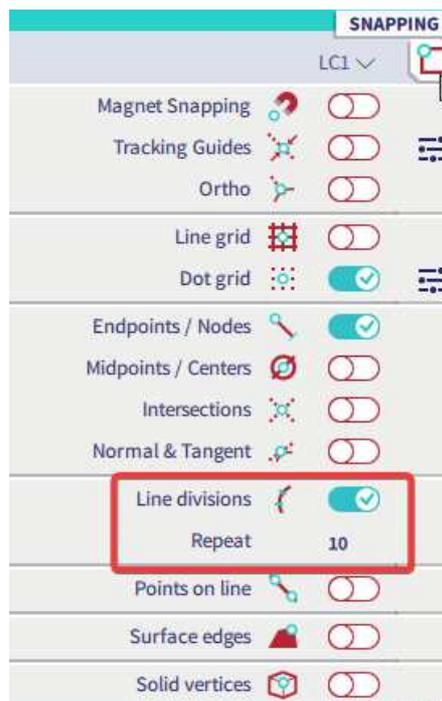 SNAPPING
LC1
Magnet Snapping
Tracking Guides
Ortho
Line grid
Dot grid
Endpoints / Nodes
Midpoints / Centers
Intersections
Normal & Tangent
Line divisions
Repeat 10
Points on line
Surface edges
Solid vertices